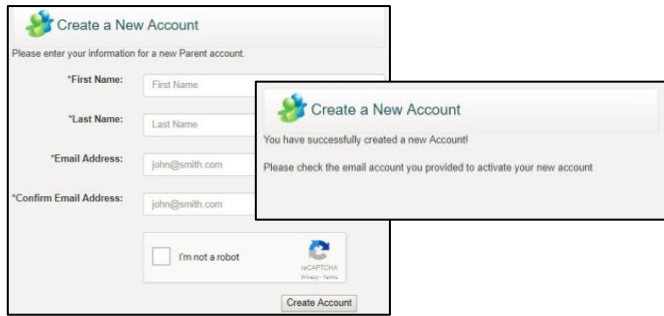 Create a New Account
Please enter your information for a new Parent account.
*First Name:
First Name
*Last Name:
Last Name
*Email Address:
john@smith.com
*Confirm Email Address:
john@smith.com
I'm not a robot
reCAPTCHA
Privacy - Terms
Create Account
Create a New Account
You have successfully created a new Account!
Please check the email account you provided to activate your new account